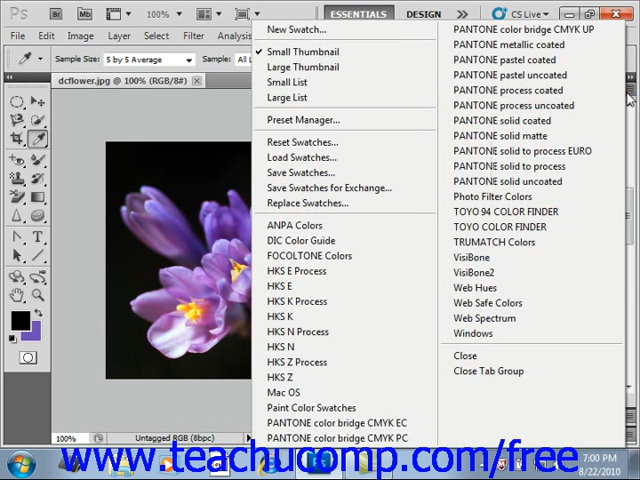 Ps Br Mb 100% ESSENTIALS DESIGN >> CS Live
File Edit Image Layer Select Filter Analysis
Sample Size: 5 by 5 Average Sample:
dcflower.jpg @ 100% (RGB/8#)
New Swatch...
✓ Small Thumbnail
Large Thumbnail
Small List
Large List
Preset Manager...
Reset Swatches...
Load Swatches...
Save Swatches...
Save Swatches for Exchange...
Replace Swatches...
ANPA Colors
DIC Color Guide
FOCOLTONE Colors
HKS E Process
HKS E
HKS K Process
HKS K
HKS N Process
HKS N
HKS Z Process
HKS Z
Mac OS
Paint Color Swatches
PANTONE color bridge CMYK EC
PANTONE color bridge CMYK PC
PANTONE color bridge CMYK UP
PANTONE metallic coated
PANTONE pastel coated
PANTONE pastel uncoated
PANTONE process coated
PANTONE process uncoated
PANTONE solid coated
PANTONE solid matte
PANTONE solid to process EURO
PANTONE solid to process
PANTONE solid uncoated
Photo Filter Colors
TOYO 94 COLOR FINDER
TOYO COLOR FINDER
TRUMATCH Colors
VisiBone
VisiBone2
Web Hues
Web Safe Colors
Web Spectrum
Windows
Close
Close Tab Group
100% Untagged RGB (8bpc)
www.teachucomp.com/free
7:00 PM
8/22/2010